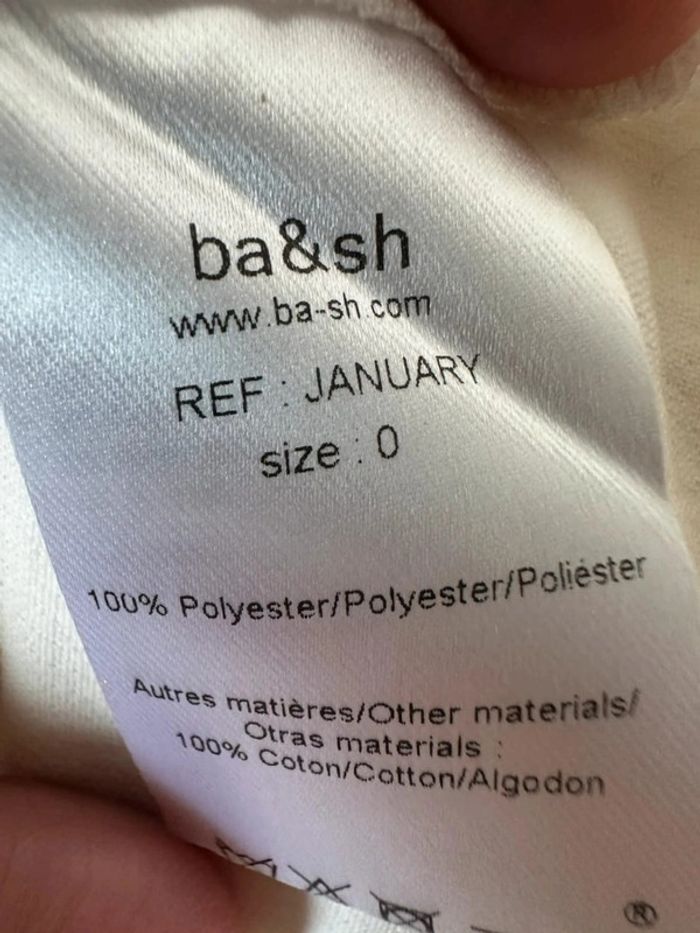 ba&sh
www.ba-sh.com
REF : JANUARY
size : 0
100% Polyester/Polyester/Poliéster
Autres matières/Other materials/
Otras materials :
100% Coton/Cotton/Algodon
®